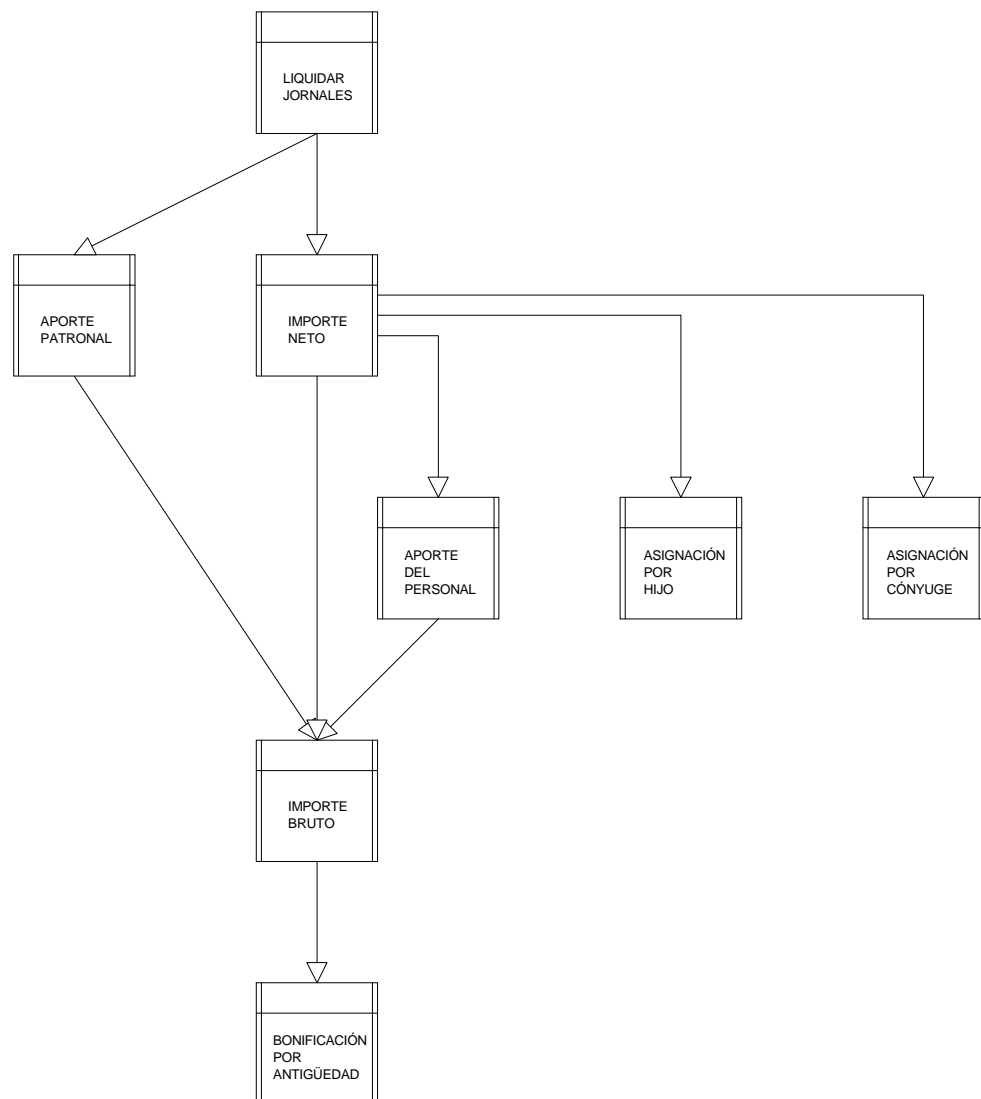 LIQUIDAR
JORNALES
APORTE
PATRONAL
IMPORTE
NETO
APORTE
DEL
PERSONAL
ASIGNACIÓN
POR
HIJO
ASIGNACIÓN
POR
CÓNYUGE
IMPORTE
BRUTO
BONIFICACIÓN
POR
ANTIGÜEDAD